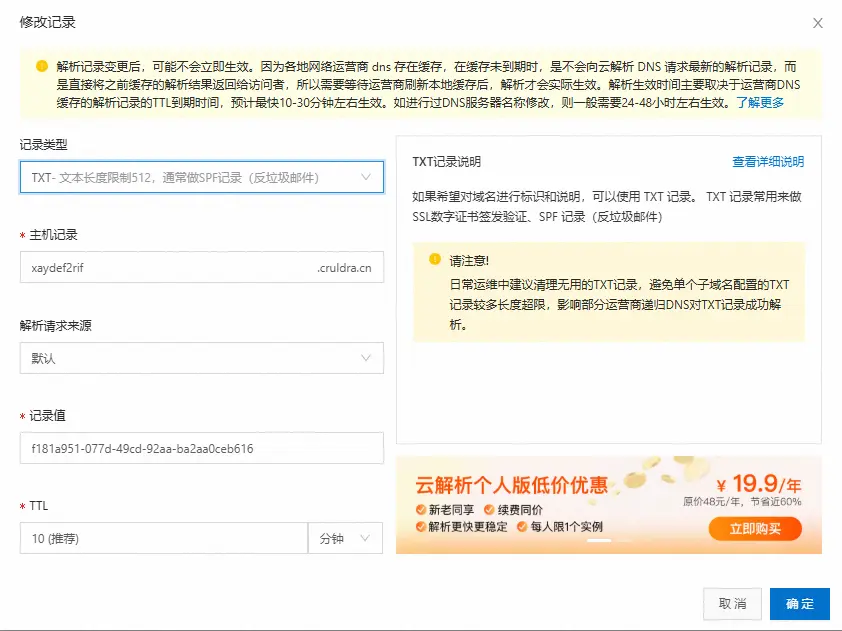 修改记录
解析记录变更后，可能不会立即生效。因为各地网络运营商 dns 存在缓存，在缓存未到期时，是不会向云解析 DNS 请求最新的解析记录，而
是直接将之前缓存的解析结果返回给访问者，所以需要等待运营商刷新本地缓存后，解析才会实际生效。解析生效时间主要取决于运营商DNS
缓存的解析记录的TTL到期时间，预计最快10-30分钟左右生效。如进行过DNS服务器名称修改，则一般需要24-48小时左右生效。了解更多
记录类型
TXT- 文本长度限制512，通常做SPF记录（反垃圾邮件）
* 主机记录
xaydef2rif .cruldra.cn
解析请求来源
默认
* 记录值
f181a951-077d-49cd-92aa-ba2aa0ceb616
* TTL
10 (推荐) 分钟
TXT记录说明 查看详细说明
如果希望对域名进行标识和说明，可以使用 TXT 记录。 TXT 记录常用来做
SSL数字证书签发验证、SPF 记录（反垃圾邮件）
请注意!
日常运维中建议清理无用的TXT记录，避免单个子域名配置的TXT
记录较多长度超限，影响部分运营商递归DNS对TXT记录成功解
析。
云解析个人版低价优惠
新老同享 续费同价
解析更快更稳定 每人限1个实例
¥ 19.9/年
原价48元/年，节省近60%
立即购买
取 消 确 定